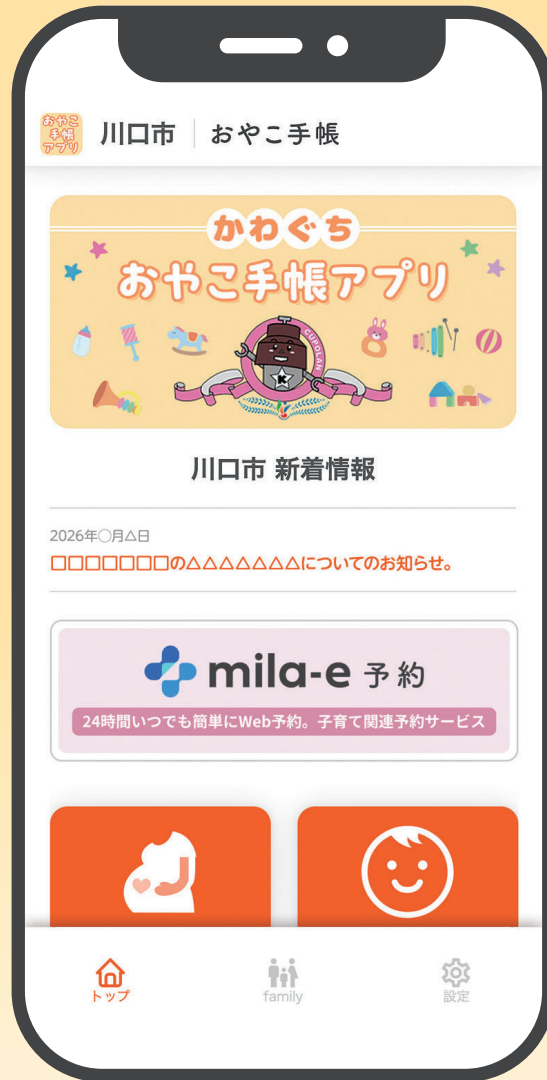 おやこ
手帳
アプリ
川口市 おやこ手帳
かわぐち
おやこ手帳アプリ
CUPOLAN
K
川口市 新着情報
2026年○月△日
□□□□□□□の△△△△△△△についてのお知らせ。
mila-e 予約
24時間いつでも簡単にWeb予約。子育て関連予約サービス
トップ
family
設定